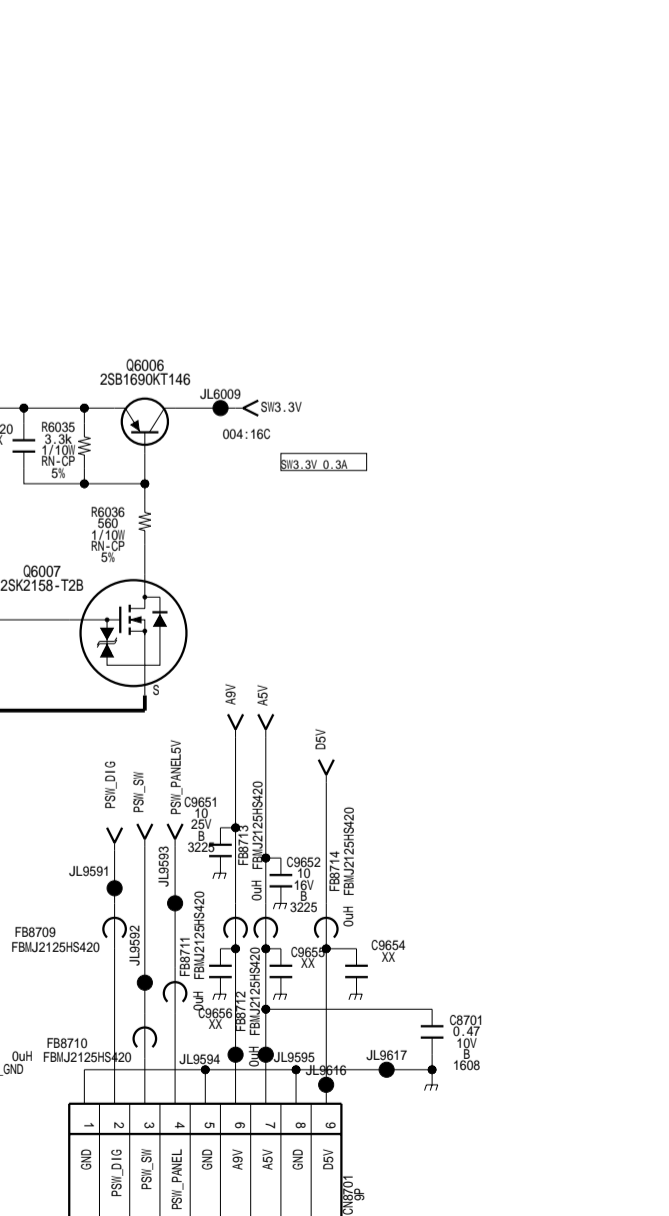 Q6006
2SB1690KT146
JL6009
SW3.3V
004:16C
SW3.3V 0.3A
20
R6035
3.3k
1/10W
RN-CP
5%
R6036
560
1/10W
RN-CP
5%
Q6007
2SK2158-T2B
S
A9V
A5V
D5V
PSW_DIG
PSW_SW
PSW_PANEL5V
C9651
10
25V
B
3225
FB8713
FBMJ2125HS420
0uH
C9652
10
16V
B
3225
FB8714
FBMJ2125HS420
0uH
JL9591
JL9593
JL9592
FB8709
FBMJ2125HS420
FB8711
FBMJ2125HS420
0uH
C9656
XX
FB8712
FBMJ2125HS420
0uH
C9655
XX
C9654
XX
FB8710
0uH
FBMJ2125HS420
_GND
JL9594
JL9595
JL9616
JL9617
C8701
0.47
10V
B
1608
1 2 3 4 5 6 7 8 9
GND
PSW_DIG
PSW_SW
PSW_PANEL
GND
A9V
A5V
GND
D5V
CN8701
9P